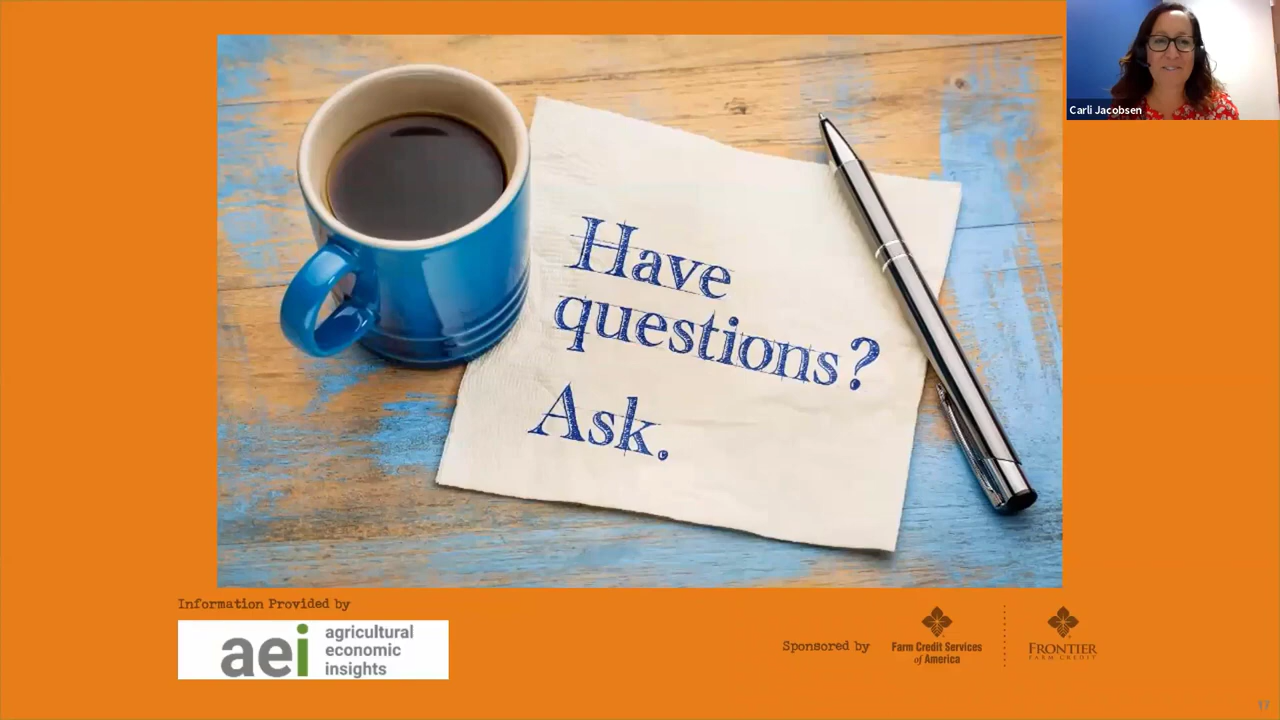 Carli Jacobsen
Have
questions?
Ask.
Information Provided by
aei
agricultural
economic
insights
Sponsored by
Farm Credit Services
of America
FRONTIER
FARM CREDIT
17